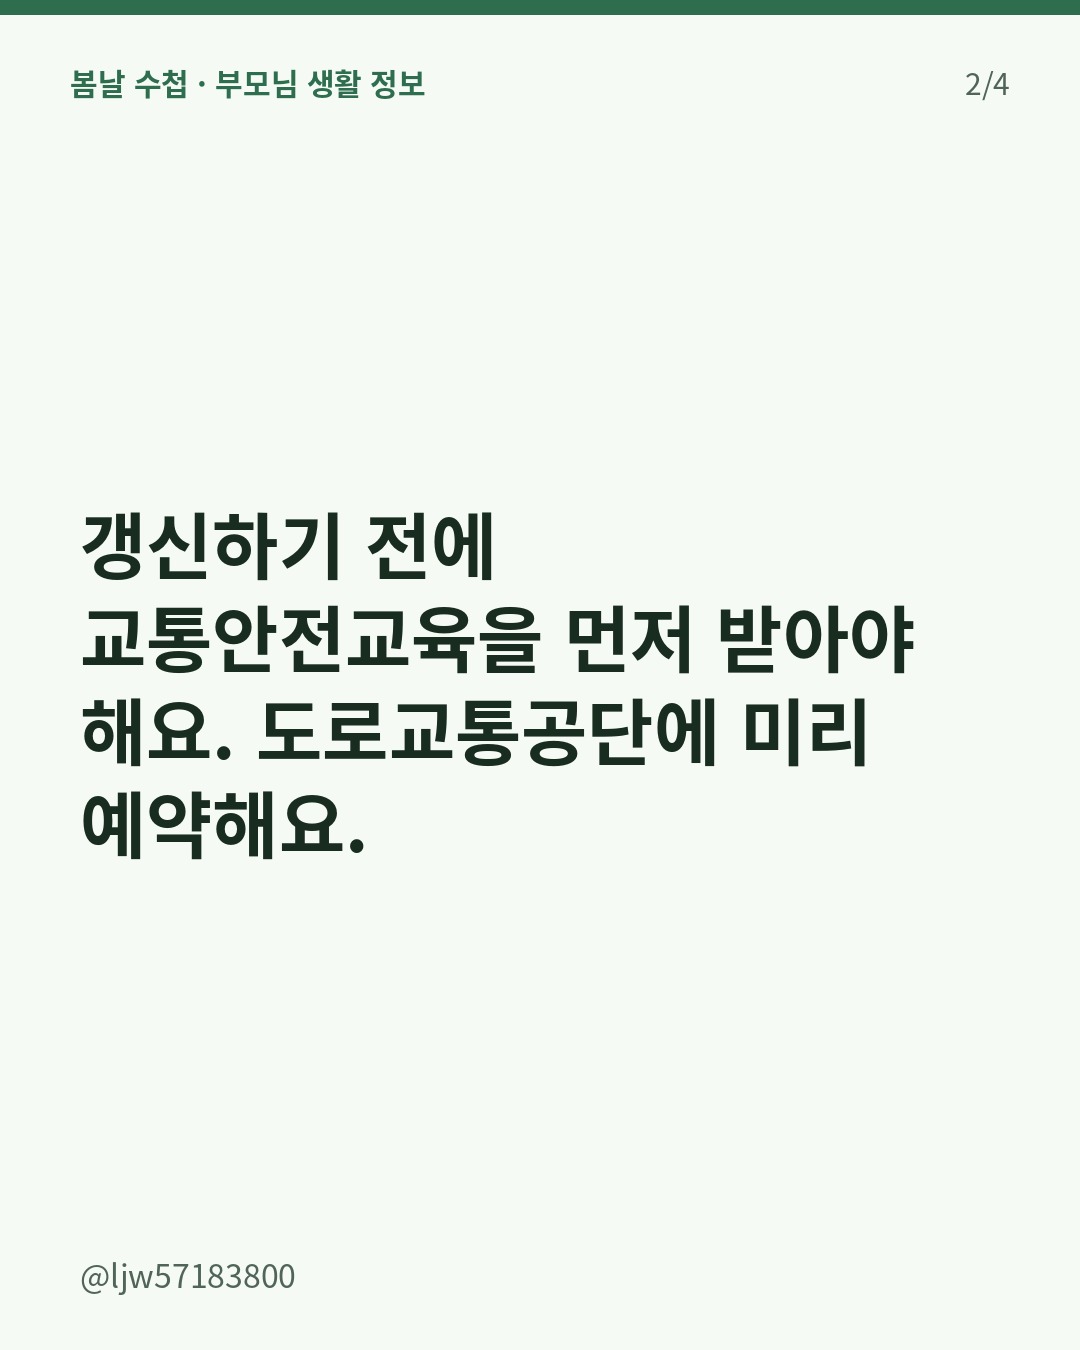 봄날 수첩 · 부모님 생활 정보
2/4
갱신하기 전에
교통안전교육을 먼저 받아야
해요. 도로교통공단에 미리
예약해요.
@ljw57183800